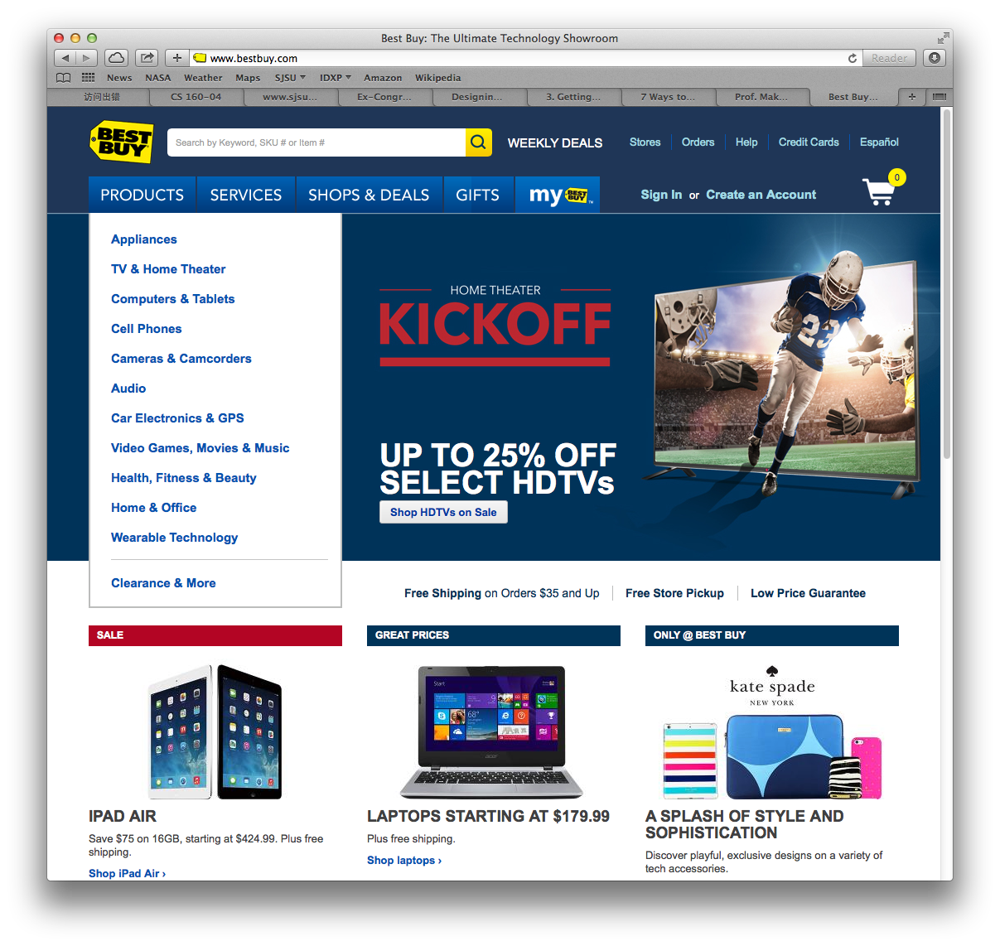 Best Buy: The Ultimate Technology Showroom
www.bestbuy.com
Reader
News NASA Weather Maps SJSU IDXP Amazon Wikipedia
访问出错 CS 160-04 www.sjsu... Ex-Congr... Designin... 3. Getting... 7 Ways to... Prof. Mak... Best Buy...
BEST BUY
Search by Keyword, SKU # or Item #
WEEKLY DEALS
Stores Orders Help Credit Cards Español
PRODUCTS SERVICES SHOPS & DEALS GIFTS my BEST BUY™
Sign In or Create an Account
0
Appliances
TV & Home Theater
Computers & Tablets
Cell Phones
Cameras & Camcorders
Audio
Car Electronics & GPS
Video Games, Movies & Music
Health, Fitness & Beauty
Home & Office
Wearable Technology
Clearance & More
HOME THEATER
KICKOFF
23
UP TO 25% OFF
SELECT HDTVs
Shop HDTVs on Sale
Free Shipping on Orders $35 and Up
Free Store Pickup
Low Price Guarantee
SALE
IPAD AIR
Save $75 on 16GB, starting at $424.99. Plus free
shipping.
Shop iPad Air ›
GREAT PRICES
Start
68°
acer
LAPTOPS STARTING AT $179.99
Plus free shipping.
Shop laptops ›
ONLY @ BEST BUY
kate spade
NEW YORK
A SPLASH OF STYLE AND
SOPHISTICATION
Discover playful, exclusive designs on a variety of
tech accessories.